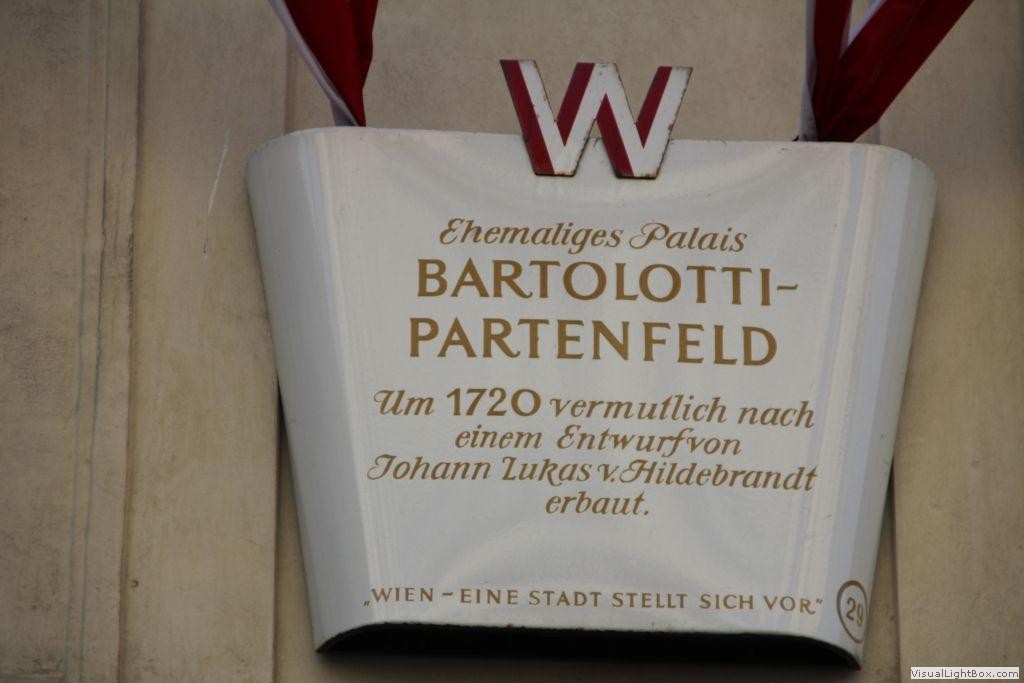 W
Ehemaliges Palais
BARTOLOTTI-
PARTENFELD
Um 1720 vermutlich nach
einem Entwurf von
Johann Lukas v. Hildebrandt
erbaut.
„WIEN – EINE STADT STELLT SICH VOR“
29
VisualLightBox.com